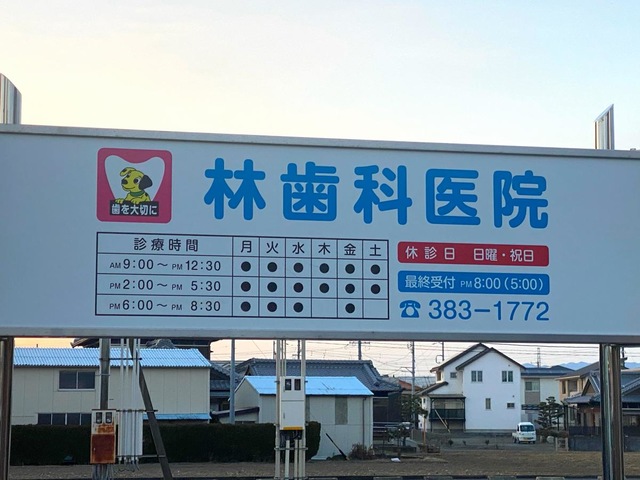 林歯科医院
歯を大切に
診療時間 月 火 水 木 金 土
AM 9:00〜PM 12:30 ● ● ● ● ● ●
PM 2:00〜PM 5:30 ● ● ● ● ● ●
PM 6:00〜PM 8:30 ● ● ● ●
休診日 日曜・祝日
最終受付 PM 8:00(5:00)
☎383-1772